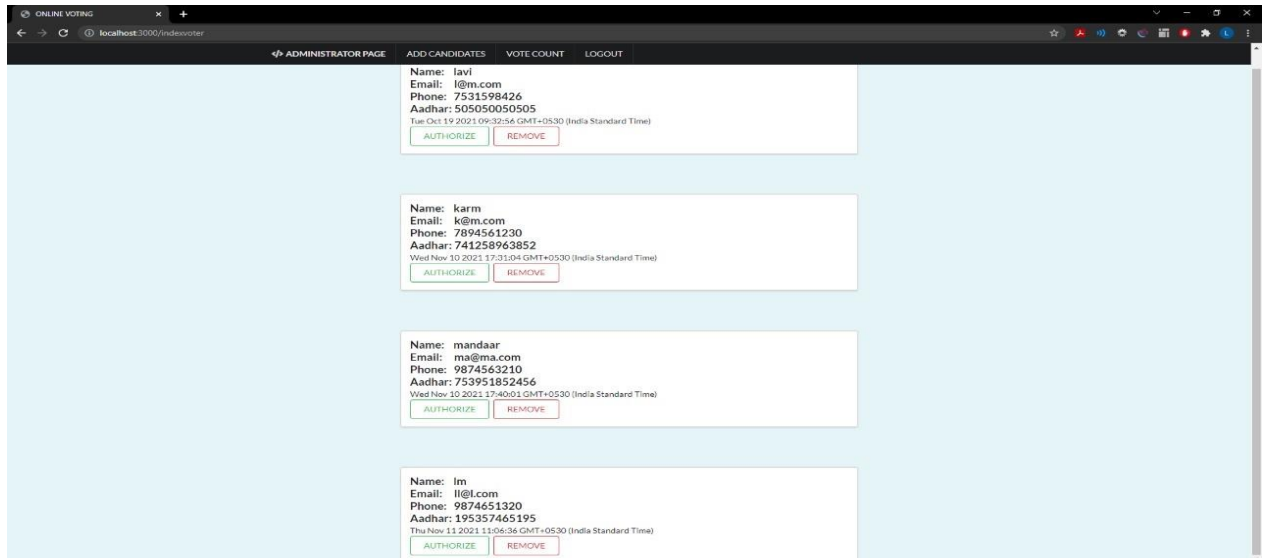 ONLINE VOTING
localhost:3000/indexvoter
</> ADMINISTRATOR PAGE ADD CANDIDATES VOTE COUNT LOGOUT
Name: lavi
Email: l@m.com
Phone: 7531598426
Aadhar: 505050050505
Tue Oct 19 2021 09:32:56 GMT+0530 (India Standard Time)
AUTHORIZE REMOVE
Name: karm
Email: k@m.com
Phone: 7894561230
Aadhar: 741258963852
Wed Nov 10 2021 17:31:04 GMT+0530 (India Standard Time)
AUTHORIZE REMOVE
Name: mandaar
Email: ma@ma.com
Phone: 9874563210
Aadhar: 753951852456
Wed Nov 10 2021 17:40:01 GMT+0530 (India Standard Time)
AUTHORIZE REMOVE
Name: lm
Email: ll@l.com
Phone: 9874651320
Aadhar: 195357465195
Thu Nov 11 2021 11:06:36 GMT+0530 (India Standard Time)
AUTHORIZE REMOVE